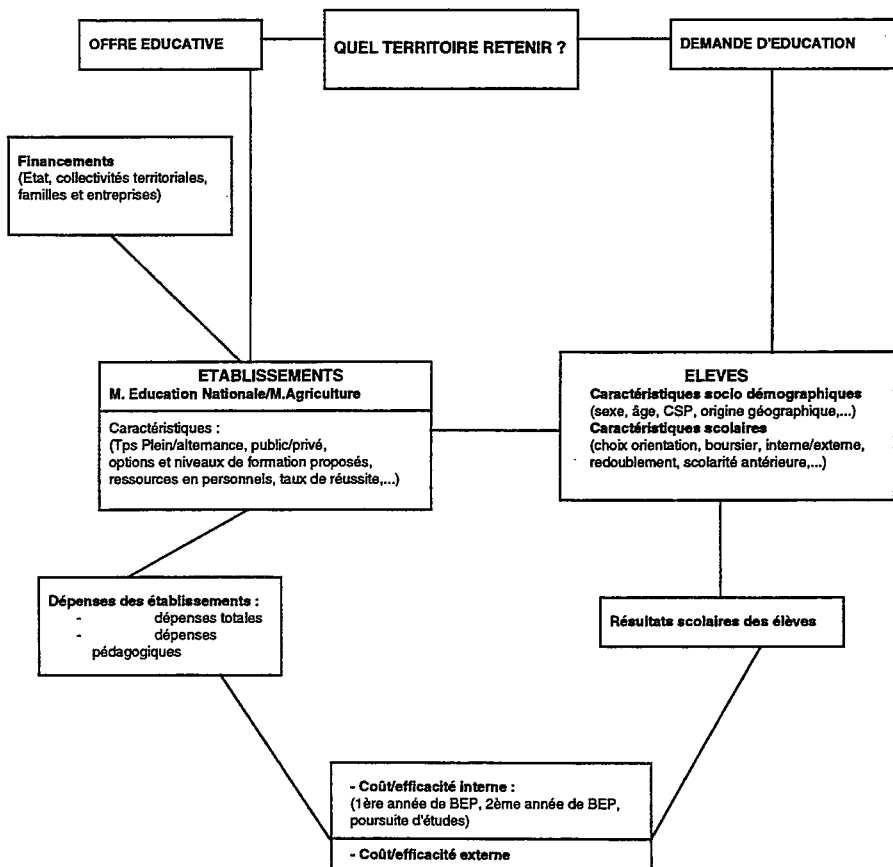 OFFRE EDUCATIVE
QUEL TERRITOIRE RETENIR ?
DEMANDE D'EDUCATION
Financements
(Etat, collectivités territoriales,
familles et entreprises)
ETABLISSEMENTS
M. Education Nationale/M.Agriculture
Caractéristiques :
(Tps Plein/alternance, public/privé,
options et niveaux de formation proposés,
ressources en personnels, taux de réussite,...)
ELEVES
Caractéristiques socio démographiques
(sexe, âge, CSP, origine géographique,...)
Caractéristiques scolaires
(choix orientation, boursier, interne/externe,
redoublement, scolarité antérieure,...)
Dépenses des établissements :
- dépenses totales
- dépenses
pédagogiques
Résultats scolaires des élèves
- Coût/efficacité interne :
(1ère année de BEP, 2ème année de BEP,
poursuite d'études)
- Coût/efficacité externe